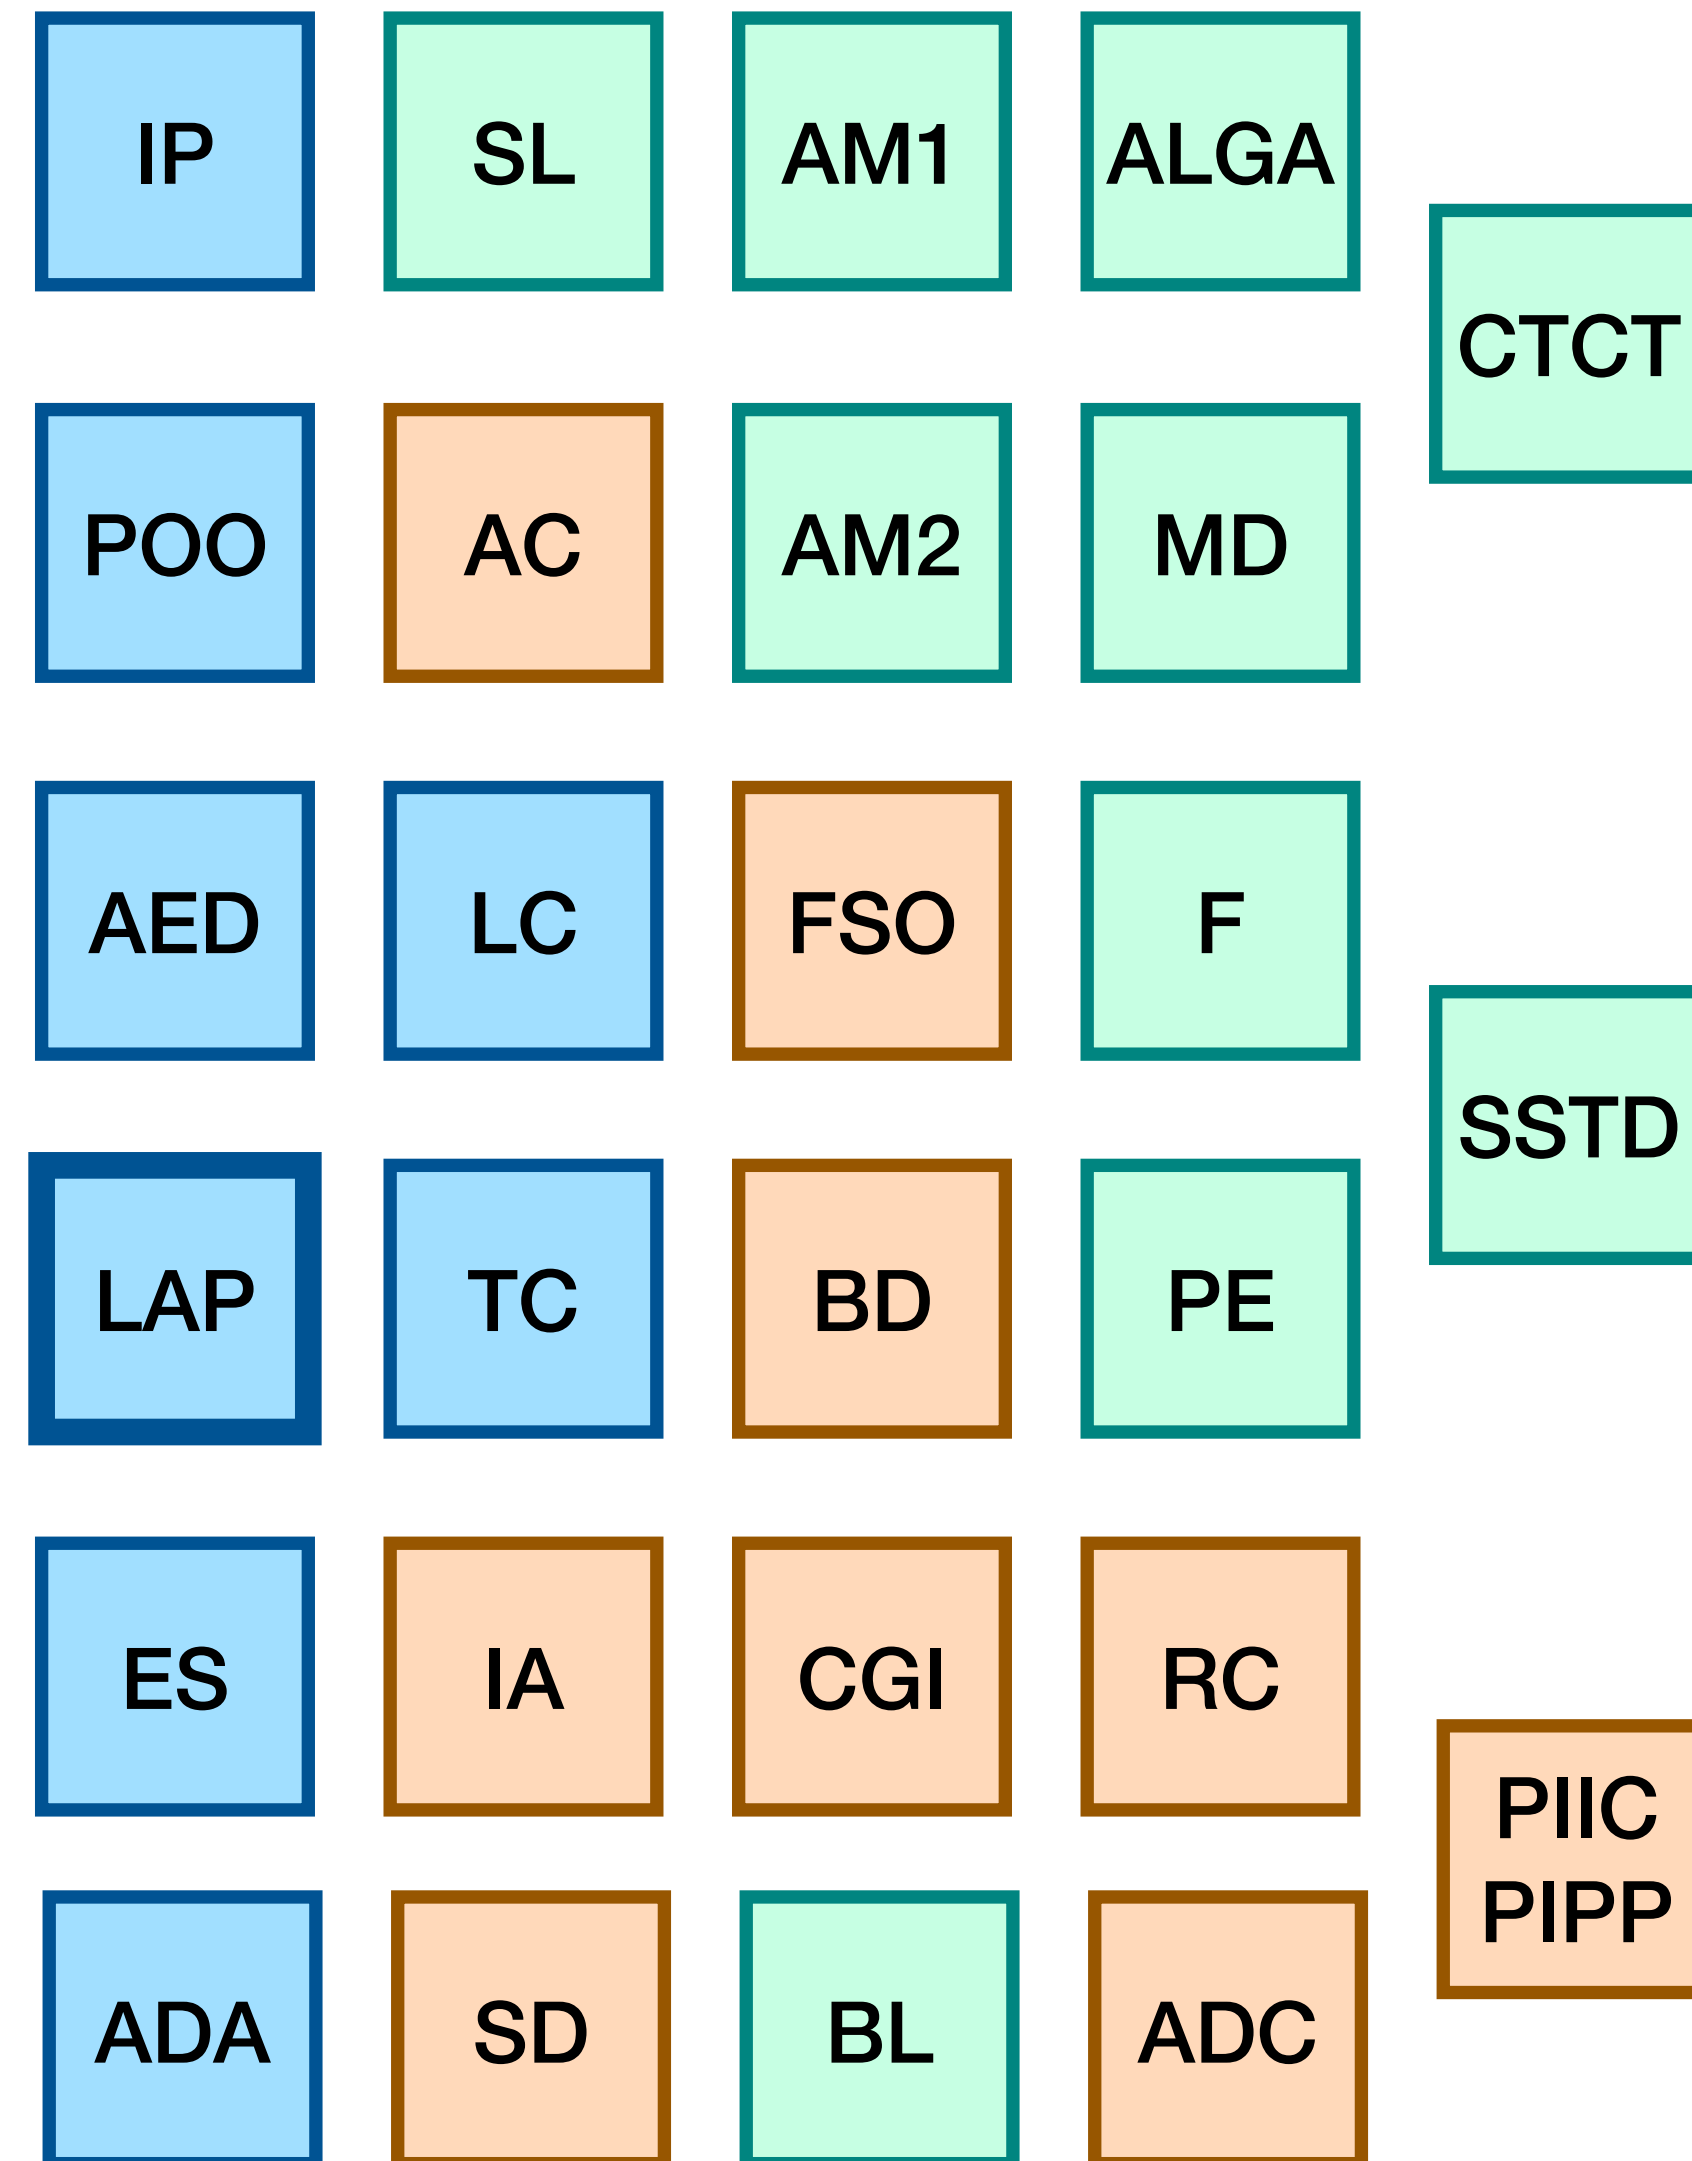 IP SL AM1 ALGA
CTCT
POO AC AM2 MD
AED LC FSO F
SSTD
LAP TC BD PE
ES IA CGI RC
PIIC
PIPP
ADA SD BL ADC